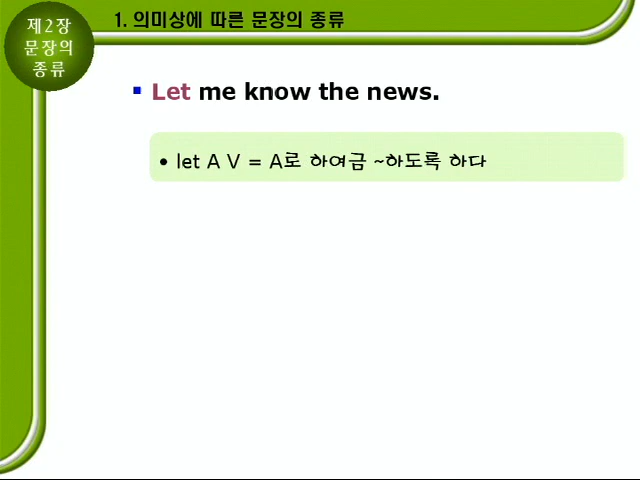 제2장
문장의
종류
1. 의미상에 따른 문장의 종류
Let me know the news.
• let A V = A로 하여금 ~하도록 하다